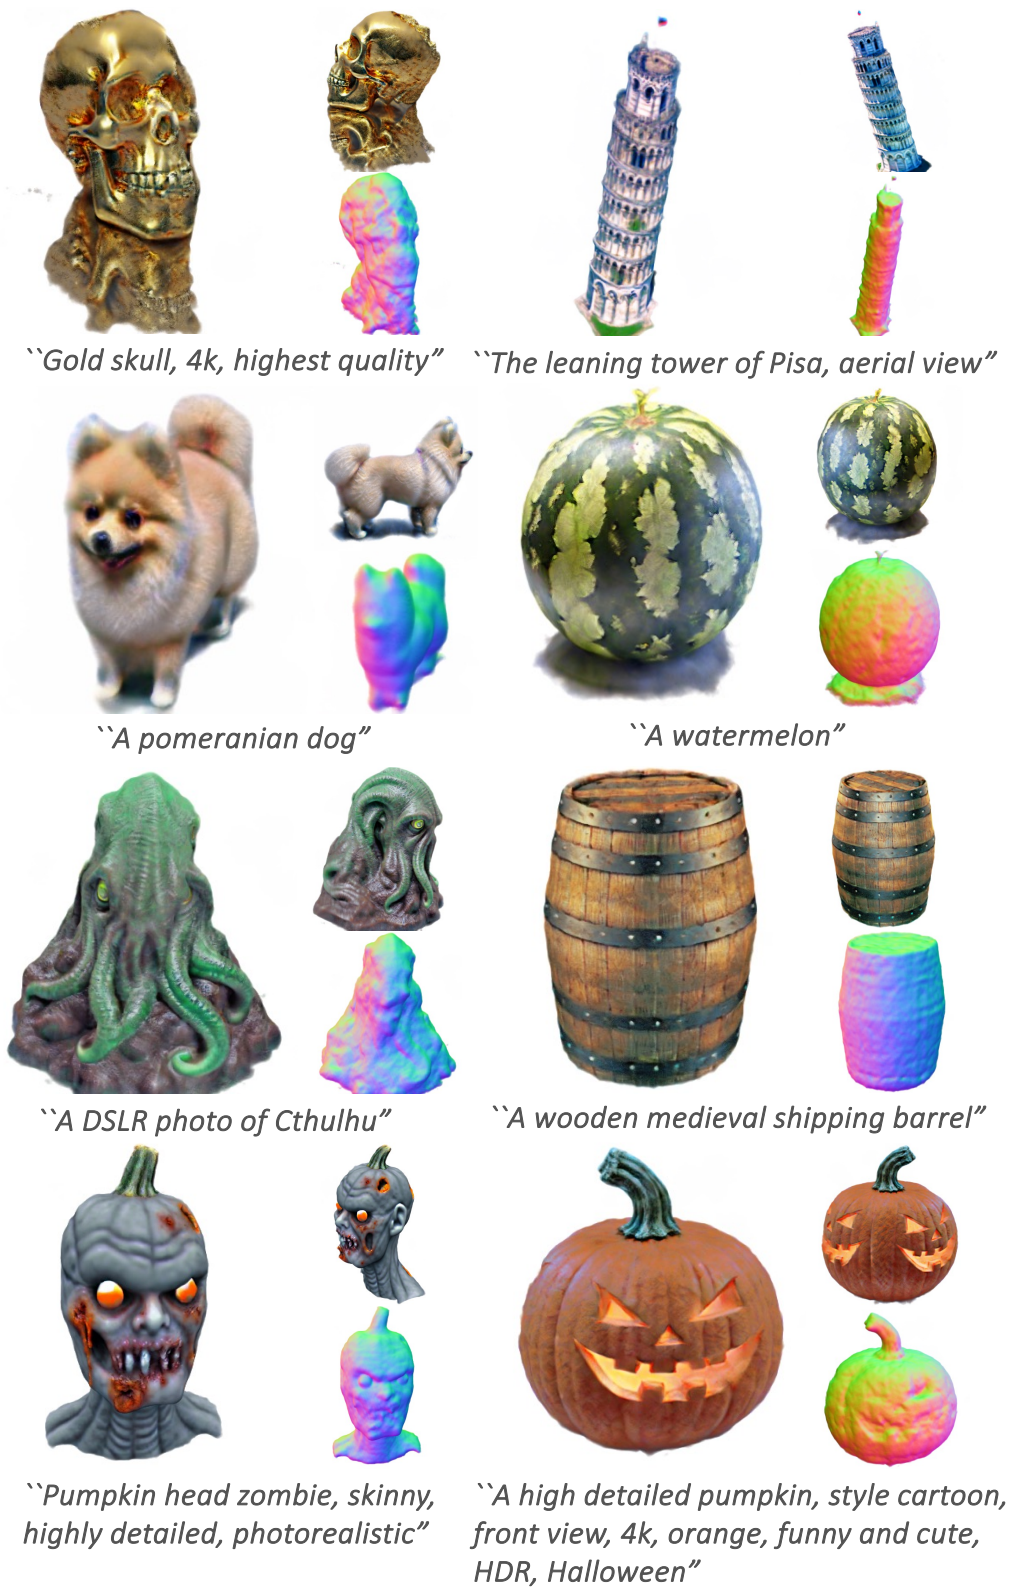 ``Gold skull, 4k, highest quality”
``The leaning tower of Pisa, aerial view”
``A pomeranian dog”
``A watermelon”
``A DSLR photo of Cthulhu”
``A wooden medieval shipping barrel”
``Pumpkin head zombie, skinny,
highly detailed, photorealistic”
``A high detailed pumpkin, style cartoon,
front view, 4k, orange, funny and cute,
HDR, Halloween”